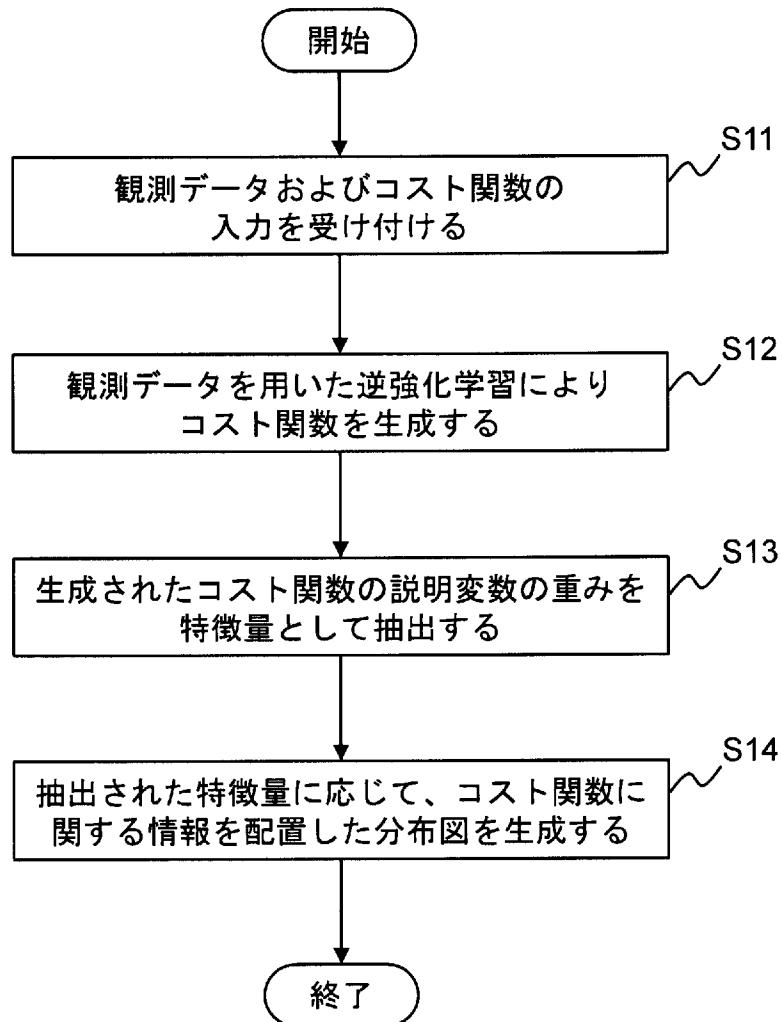 開始
S11
観測データおよびコスト関数の
入力を受け付ける
S12
観測データを用いた逆強化学習により
コスト関数を生成する
S13
生成されたコスト関数の説明変数の重みを
特徴量として抽出する
S14
抽出された特徴量に応じて、コスト関数に
関する情報を配置した分布図を生成する
終了